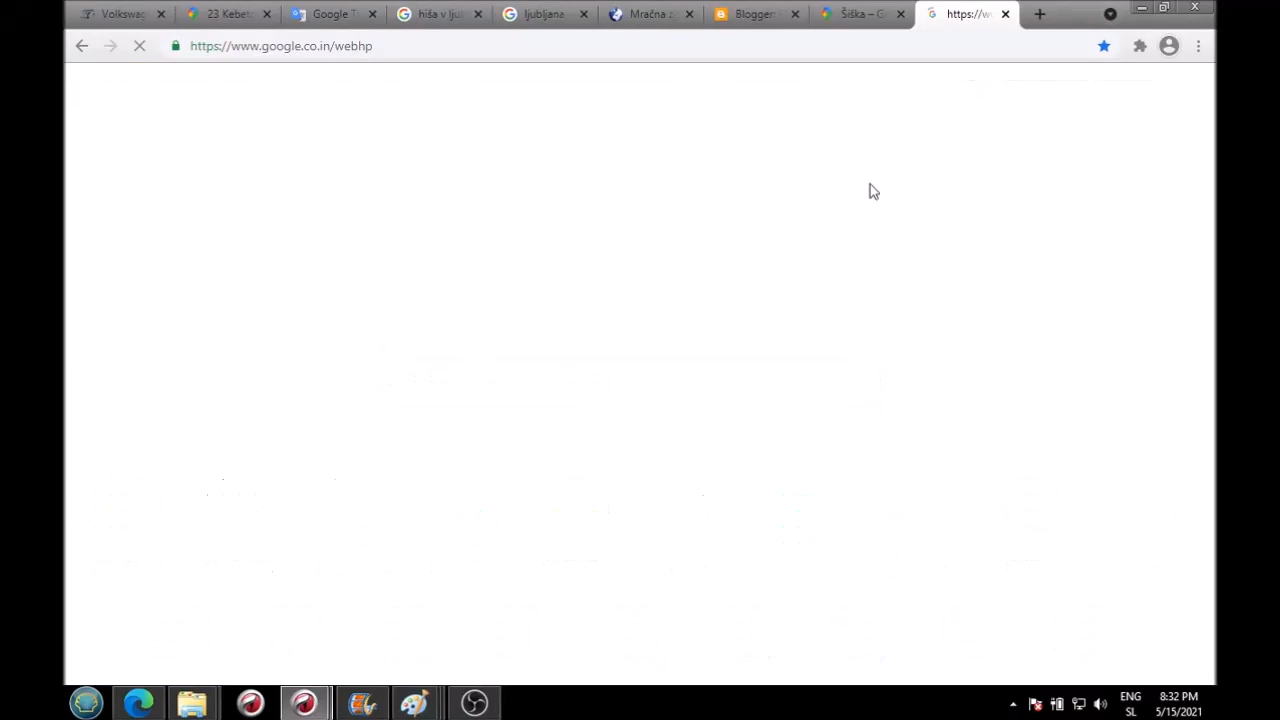 Volkswag
23 Kebet
Google T
hiša v lju
ljubljana
Mračna z
Blogger:
Šiška – G
https://w
https://www.google.co.in/webhp
ENG
SL
8:32 PM
5/15/2021